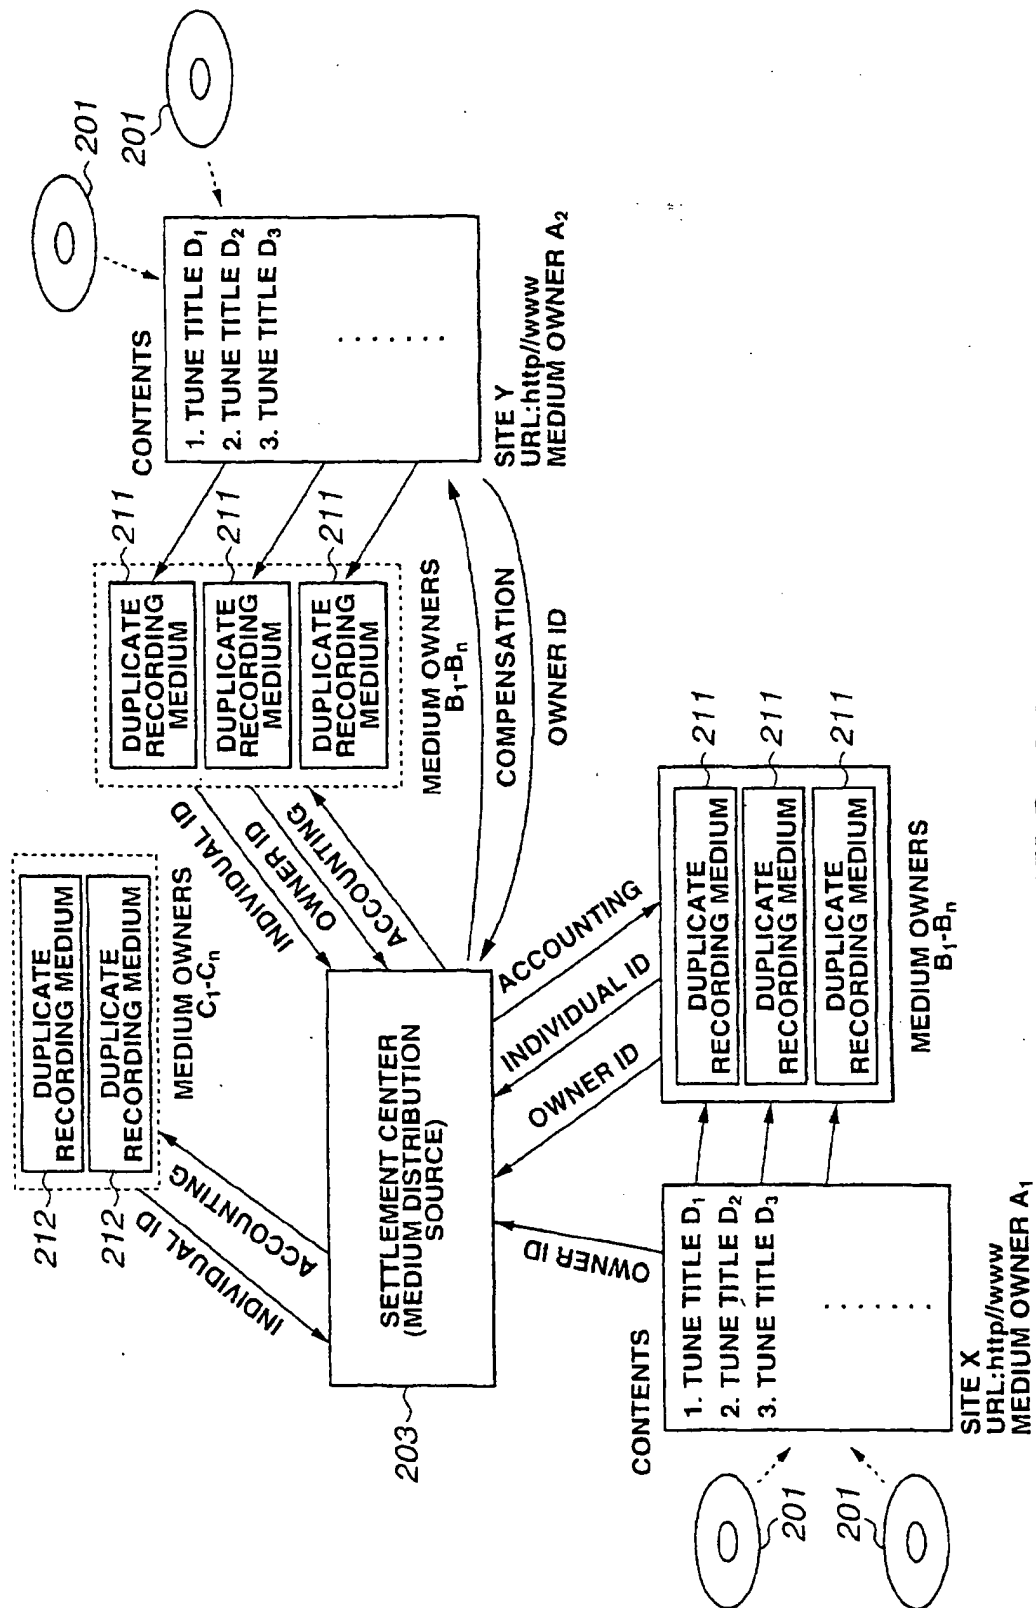 201
201
CONTENTS
1. TUNE TITLE D1
2. TUNE TITLE D2
3. TUNE TITLE D3
.......
SITE Y
URL:http//www
MEDIUM OWNER A2
211
211
211
DUPLICATE
RECORDING
MEDIUM
DUPLICATE
RECORDING
MEDIUM
DUPLICATE
RECORDING
MEDIUM
MEDIUM OWNERS
B1-Bn
COMPENSATION
OWNER ID
INDIVIDUAL ID
OWNER ID
ACCOUNTING
DUPLICATE
RECORDING MEDIUM
DUPLICATE
RECORDING MEDIUM
212
212
MEDIUM OWNERS
C1-Cn
ACCOUNTING
INDIVIDUAL ID
SETTLEMENT CENTER
(MEDIUM DISTRIBUTION
SOURCE)
203
ACCOUNTING
INDIVIDUAL ID
OWNER ID
211
211
211
DUPLICATE
RECORDING MEDIUM
DUPLICATE
RECORDING MEDIUM
DUPLICATE
RECORDING MEDIUM
MEDIUM OWNERS
B1-Bn
OWNER ID
CONTENTS
1. TUNE TITLE D1
2. TUNE TITLE D2
3. TUNE TITLE D3
.......
SITE X
URL:http//www
MEDIUM OWNER A1
201
201